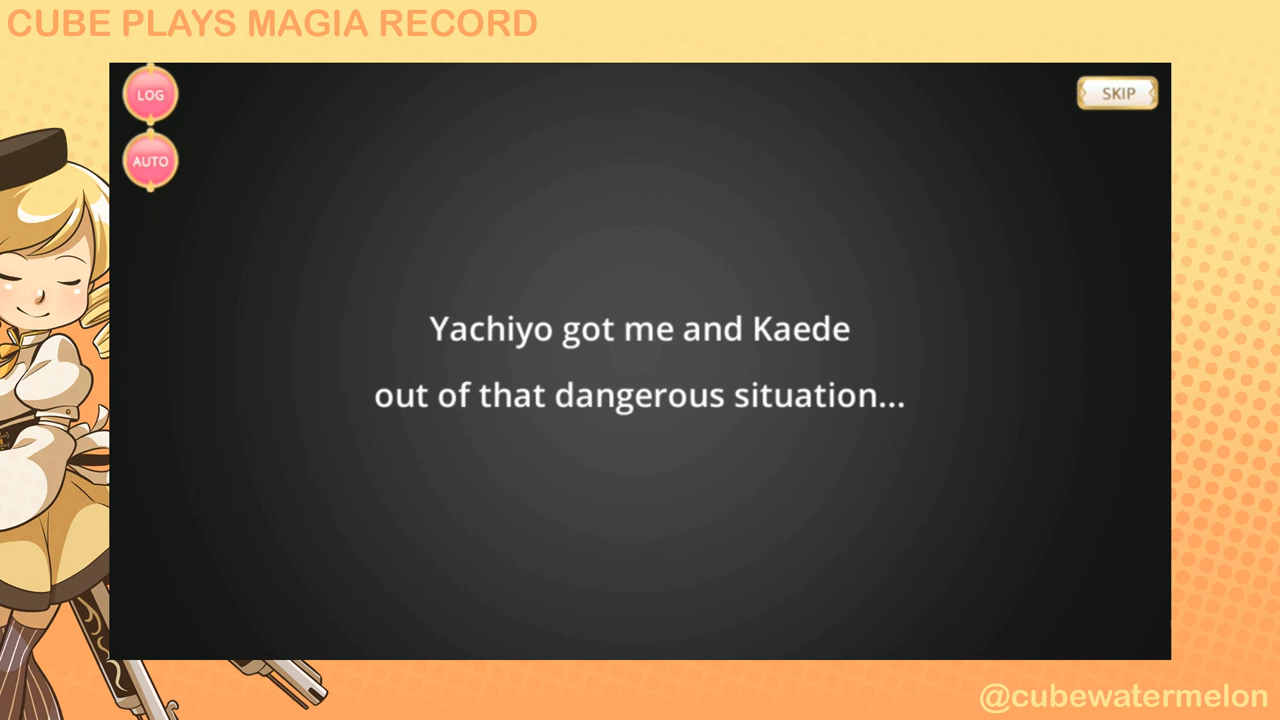 CUBE PLAYS MAGIA RECORD
LOG
SKIP
AUTO
Yachiyo got me and Kaede
out of that dangerous situation...
@cubewatermelon